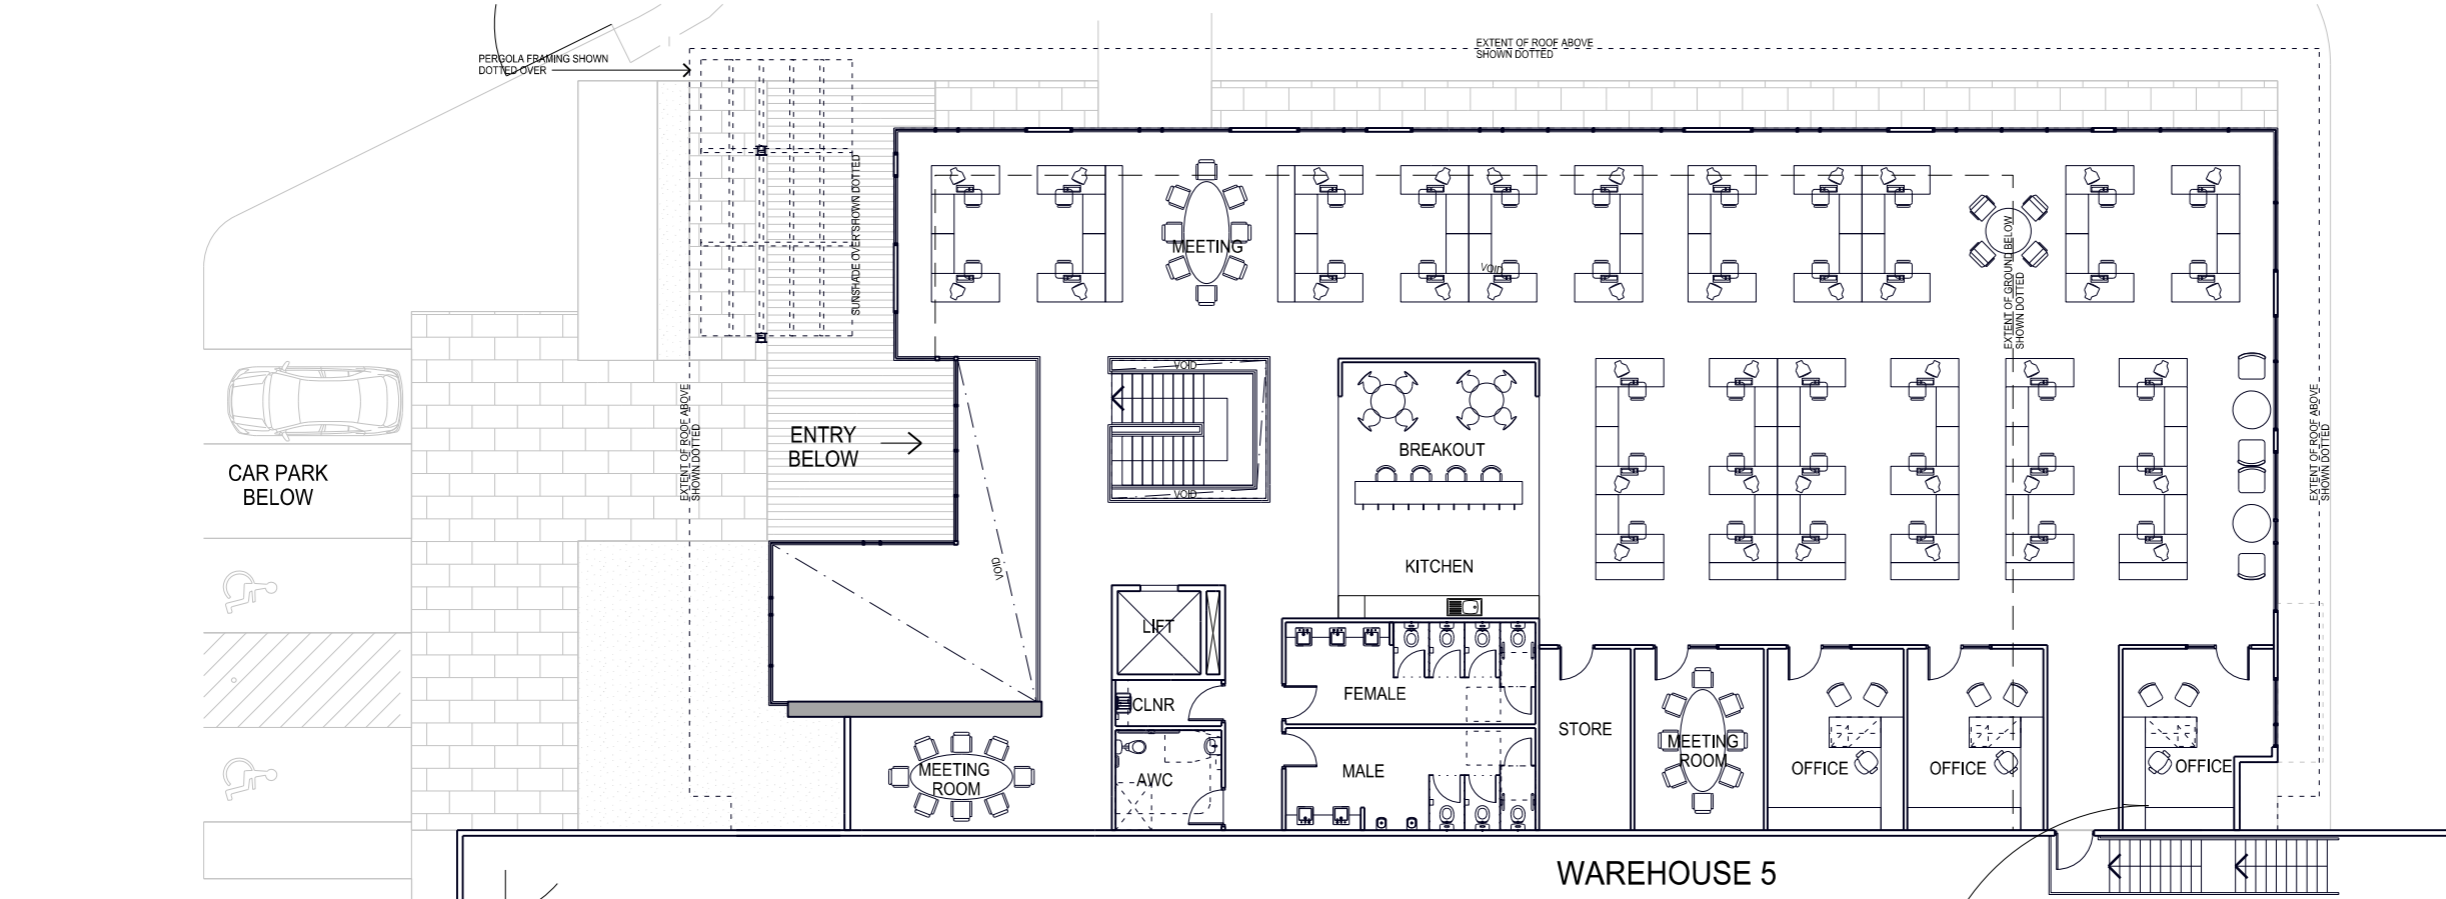 EXTENT OF ROOF ABOVE
SHOWN DOTTED
PERGOLA FRAMING SHOWN
DOTTED OVER
SUNSHADE OVER SHOWN DOTTED
MEETING
VOID
EXTENT OF GROUND BELOW
SHOWN DOTTED
VOID
VOID
EXTENT OF ROOF ABOVE
SHOWN DOTTED
EXTENT OF ROOF ABOVE
SHOWN DOTTED
ENTRY
BELOW
BREAKOUT
CAR PARK
BELOW
VOID
KITCHEN
LIFT
FEMALE
CLNR
STORE
MEETING
ROOM
MEETING
ROOM
AWC
MALE
OFFICE
OFFICE
OFFICE
WAREHOUSE 5